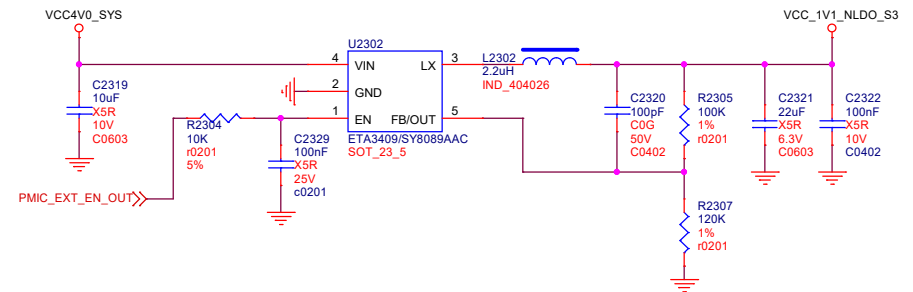 VCC4V0_SYS
VCC_1V1_NLDO_S3
U2302
4 VIN LX 3
2 GND
1 EN FB/OUT 5
ETA3409/SY8089AAC
SOT_23_5
L2302
2.2uH
IND_404026
C2319
10uF
X5R
10V
C0603
R2304
10K
r0201
5%
C2329
100nF
X5R
25V
c0201
PMIC_EXT_EN_OUT
C2320
100pF
C0G
50V
C0402
R2305
100K
1%
r0201
C2321
22uF
X5R
6.3V
C0603
C2322
100nF
X5R
10V
C0402
R2307
120K
1%
r0201